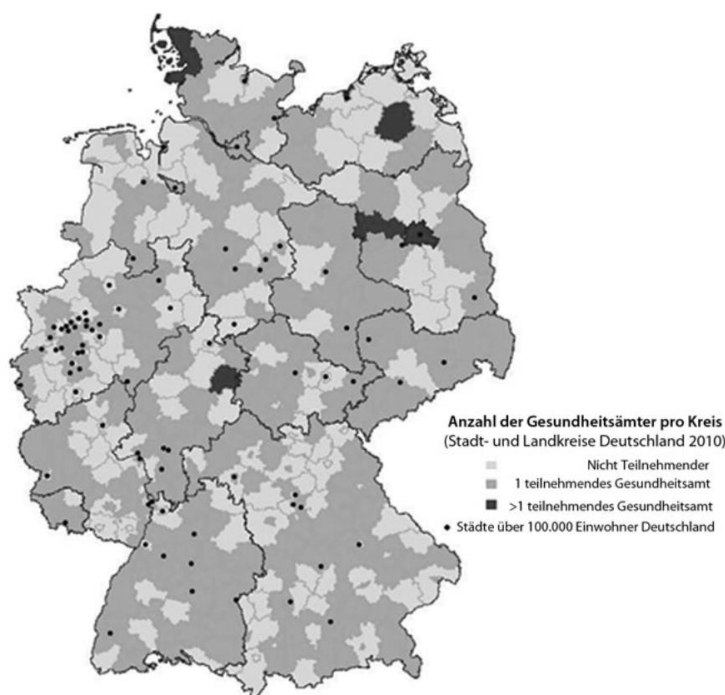 Anzahl der Gesundheitsämter pro Kreis
(Stadt- und Landkreise Deutschland 2010)
Nicht Teilnehmender
1 teilnehmendes Gesundheitsamt
>1 teilnehmendes Gesundheitsamt
Städte über 100.000 Einwohner Deutschland